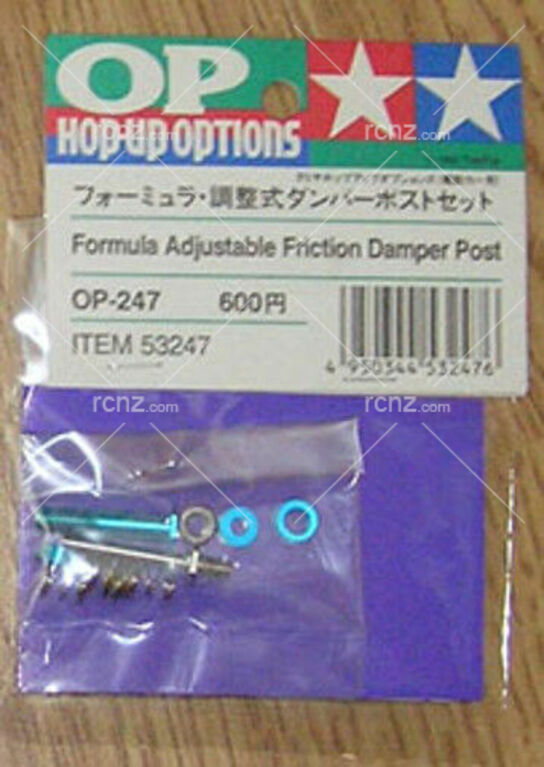 OP
HOP-UP OPTIONS
rcnz.com rcnz.com
フォーミュラ・調整式ダンパーポストセット
Formula Adjustable Friction Damper Post
OP-247 600円
ITEM 53247
4 950344 532476
rcnz.com rcnz.com